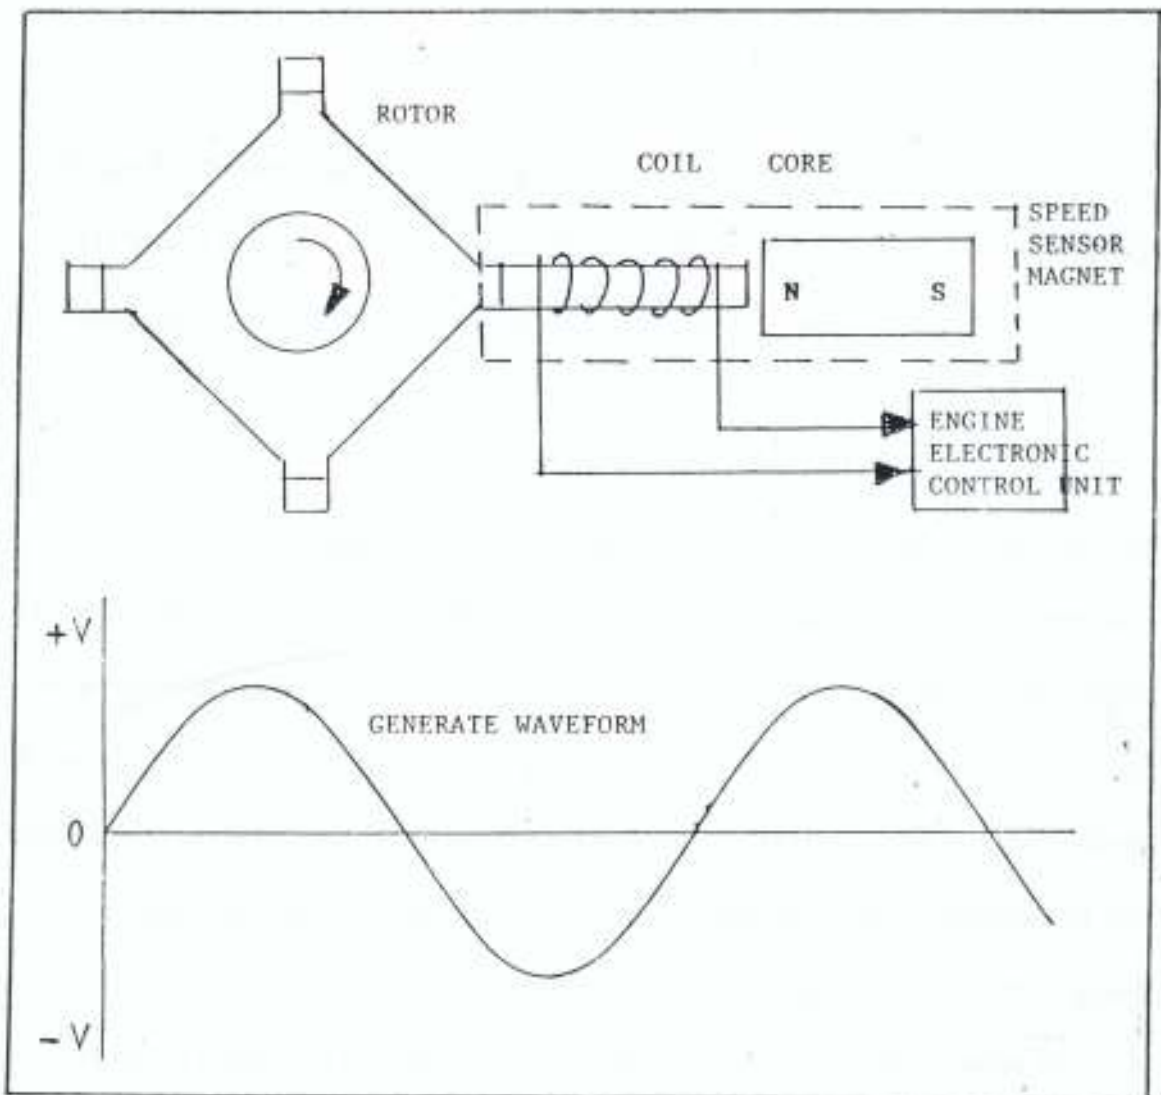 ROTOR
COIL CORE
SPEED
SENSOR
MAGNET
N S
ENGINE
ELECTRONIC
CONTROL UNIT
+V
GENERATE WAVEFORM
0
-V